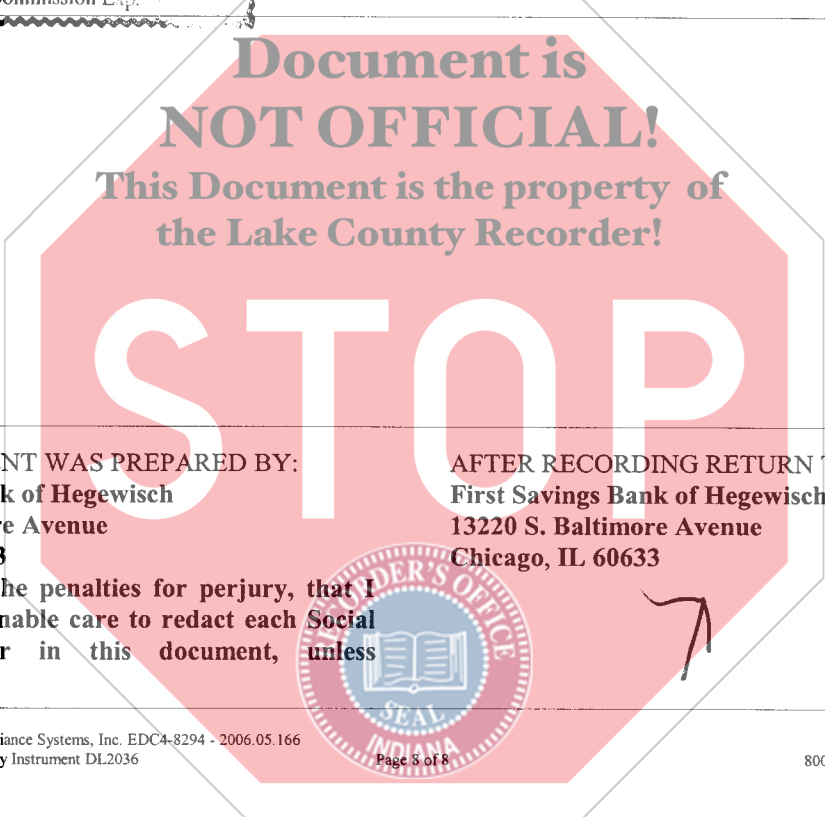 ommission Exp.
Document is
NOT OFFICIAL!
This Document is the property of
the Lake County Recorder!
STOP
NT WAS PREPARED BY:
k of Hegewisch
e Avenue
3
he penalties for perjury, that I
nable care to redact each Social
r in this document, unless
AFTER RECORDING RETURN T
First Savings Bank of Hegewisch
13220 S. Baltimore Avenue
Chicago, IL 60633
RECORDER'S OFFICE
SEAL
INDIANA
iance Systems, Inc. EDC4-8294 - 2006.05.166
y Instrument DL2036
Page 8 of 8
800